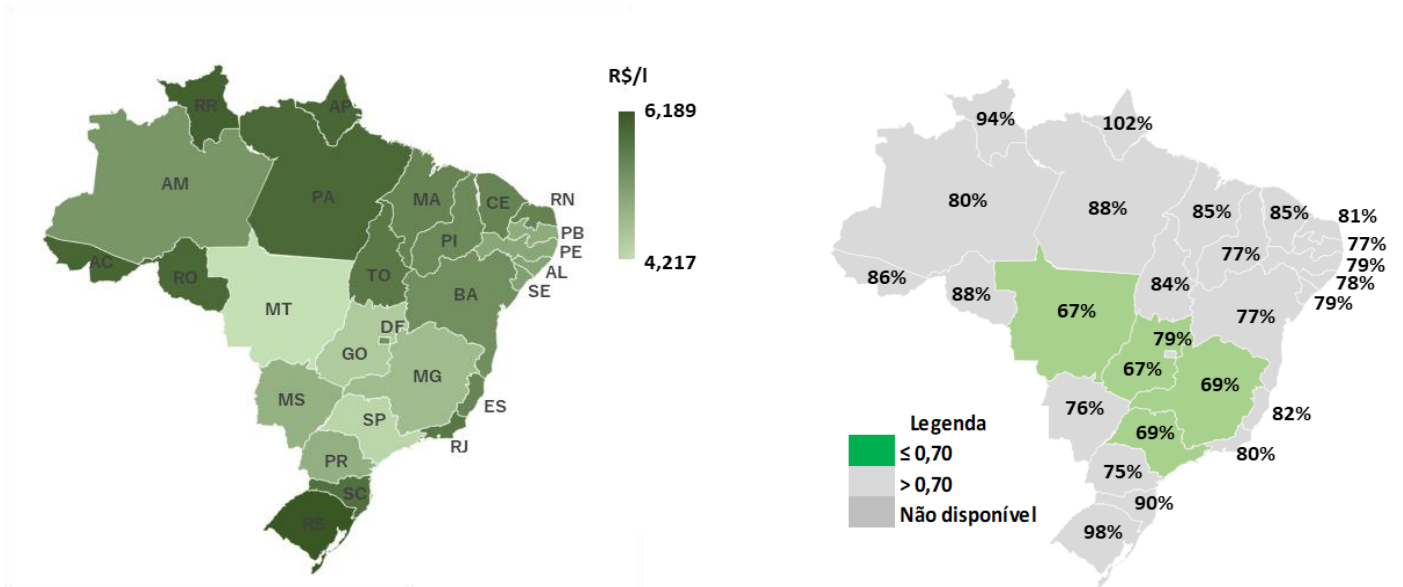 R$/l
6,189
4,217
RR
AP
AM
PA
MA
CE
RN
PI
PB
PE
AL
SE
AC
RO
TO
BA
MT
DF
GO
MG
MS
SP
ES
RJ
PR
SC
RS
94%
102%
80%
88%
85%
85%
81%
77%
77%
79%
78%
79%
86%
88%
84%
77%
67%
79%
67%
69%
76%
82%
69%
80%
75%
90%
98%
Legenda
≤ 0,70
> 0,70
Não disponível